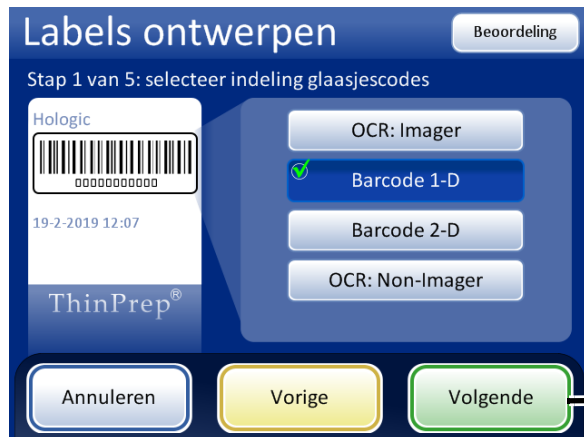 Labels ontwerpen
Beoordeling
Stap 1 van 5: selecteer indeling glaasjescodes
Hologic
00000000000
19-2-2019 12:07
ThinPrep®
OCR: Imager
Barcode 1-D
Barcode 2-D
OCR: Non-Imager
Annuleren
Vorige
Volgende